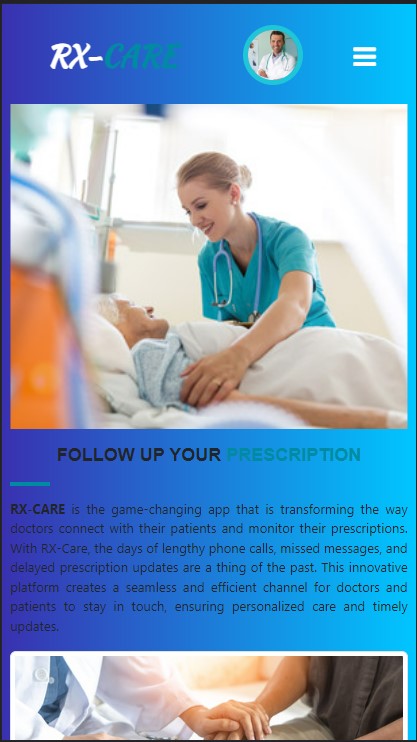 RX-CARE
FOLLOW UP YOUR PRESCRIPTION
RX-CARE is the game-changing app that is transforming the way
doctors connect with their patients and monitor their prescriptions.
With RX-Care, the days of lengthy phone calls, missed messages, and
delayed prescription updates are a thing of the past. This innovative
platform creates a seamless and efficient channel for doctors and
patients to stay in touch, ensuring personalized care and timely
updates.